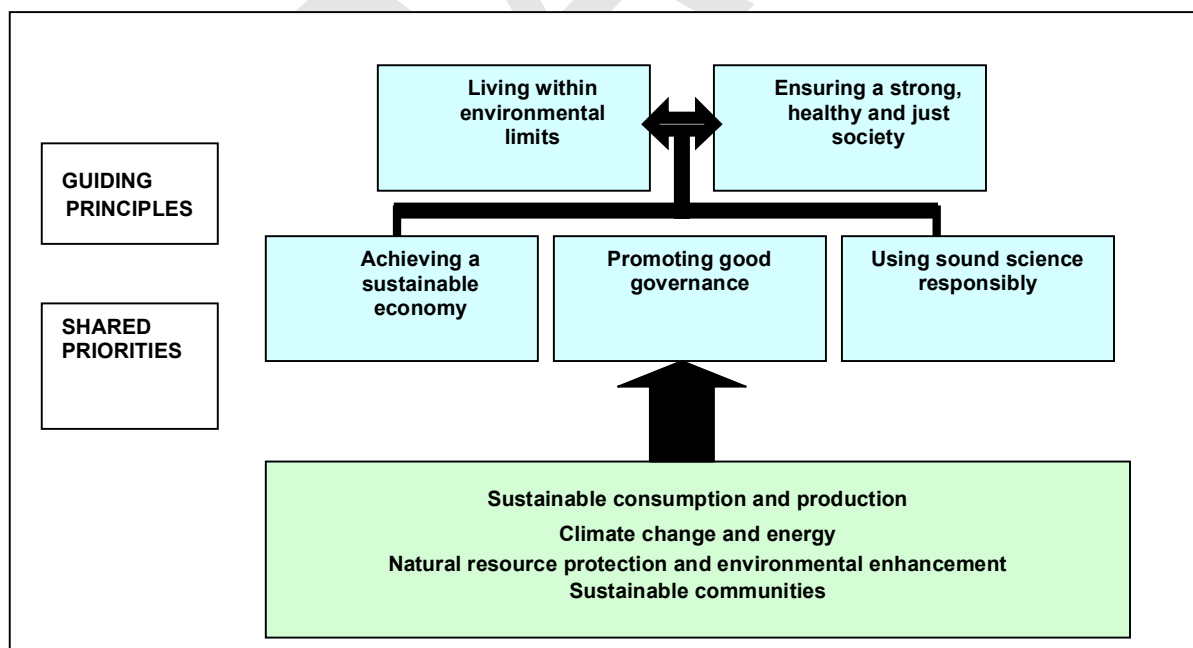 Living within
environmental
limits
Ensuring a strong,
healthy and just
society
GUIDING
PRINCIPLES
Achieving a
sustainable
economy
Promoting good
governance
Using sound science
responsibly
SHARED
PRIORITIES
Sustainable consumption and production
Climate change and energy
Natural resource protection and environmental enhancement
Sustainable communities